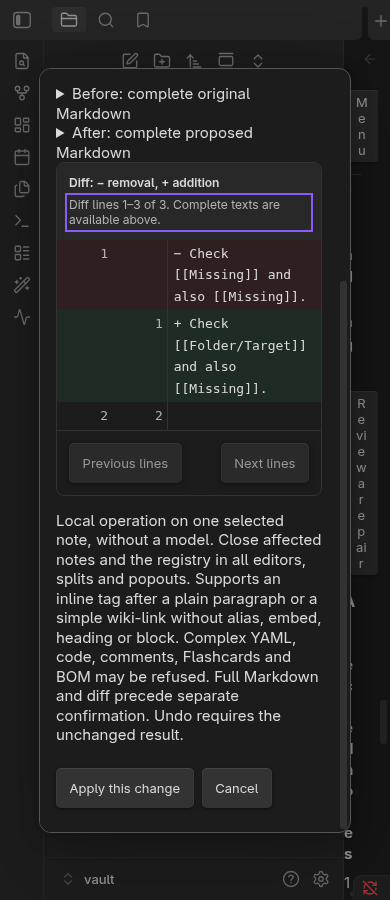 ▶ Before: complete original
Markdown
▶ After: complete proposed
Markdown
Diff: − removal, + addition
Diff lines 1–3 of 3. Complete texts are
available above.
1 − Check
[[Missing]] and
also [[Missing]].
1 + Check
[[Folder/Target]]
and also
[[Missing]].
2 2
Previous lines Next lines
Local operation on one selected
note, without a model. Close affected
notes and the registry in all editors,
splits and popouts. Supports an
inline tag after a plain paragraph or a
simple wiki-link without alias, embed,
heading or block. Complex YAML,
code, comments, Flashcards and
BOM may be refused. Full Markdown
and diff precede separate
confirmation. Undo requires the
unchanged result.
Apply this change Cancel
vault
M
e
n
u
R
e
v
i
e
w
a
r
e
p
ai
r
e
s
1